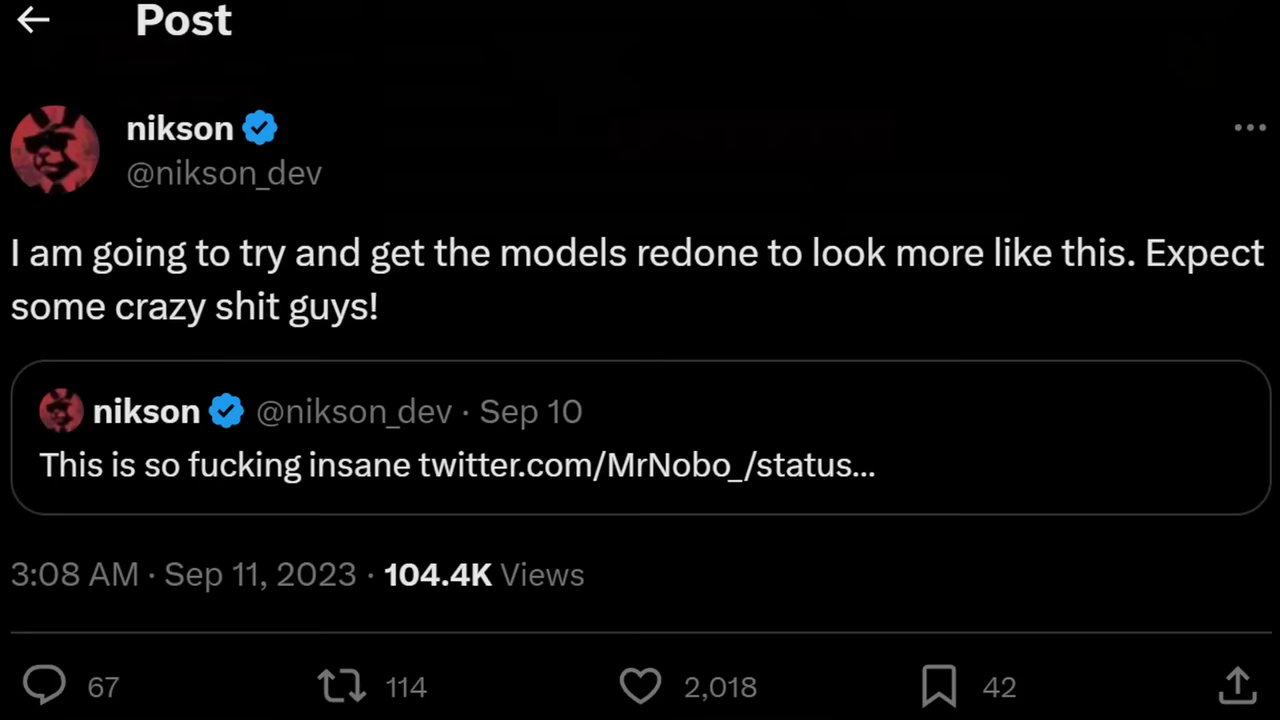 Post
nikson
@nikson_dev
I am going to try and get the models redone to look more like this. Expect
some crazy shit guys!
nikson @nikson_dev · Sep 10
This is so fucking insane twitter.com/MrNobo_/status...
3:08 AM · Sep 11, 2023 · 104.4K Views
67 114 2,018 42